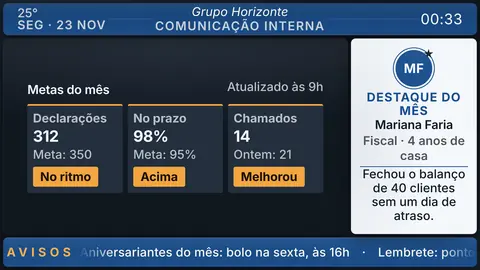 25°
SEG · 23 NOV
Grupo Horizonte
COMUNICAÇÃO INTERNA
00:33
Metas do mês
Atualizado às 9h
Declarações
312
Meta: 350
No ritmo
No prazo
98%
Meta: 95%
Acima
Chamados
14
Ontem: 21
Melhorou
MF
DESTAQUE DO
MÊS
Mariana Faria
Fiscal · 4 anos de
casa
Fechou o balanço
de 40 clientes
sem um dia de
atraso.
AVISOS
Aniversariantes do mês: bolo na sexta, às 16h · Lembrete: ponto